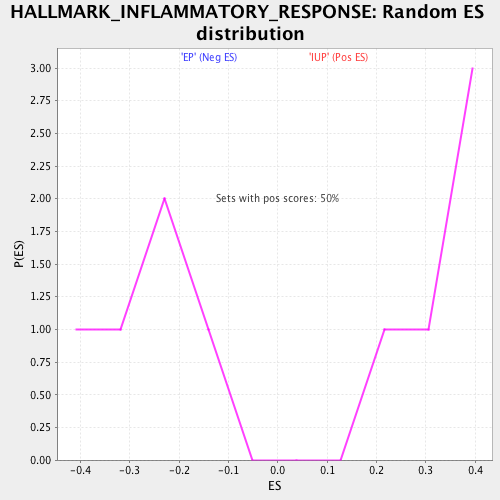 HALLMARK_INFLAMMATORY_RESPONSE: Random ES
distribution
'EP' (Neg ES) 'IUP' (Pos ES)
3.00
2.75
2.50
2.25
2.00
1.75
1.50
1.25
1.00
0.75
0.50
0.25
0.00
P(ES)
Sets with pos scores: 50%
-0.4 -0.3 -0.2 -0.1 0.0 0.1 0.2 0.3 0.4
ES